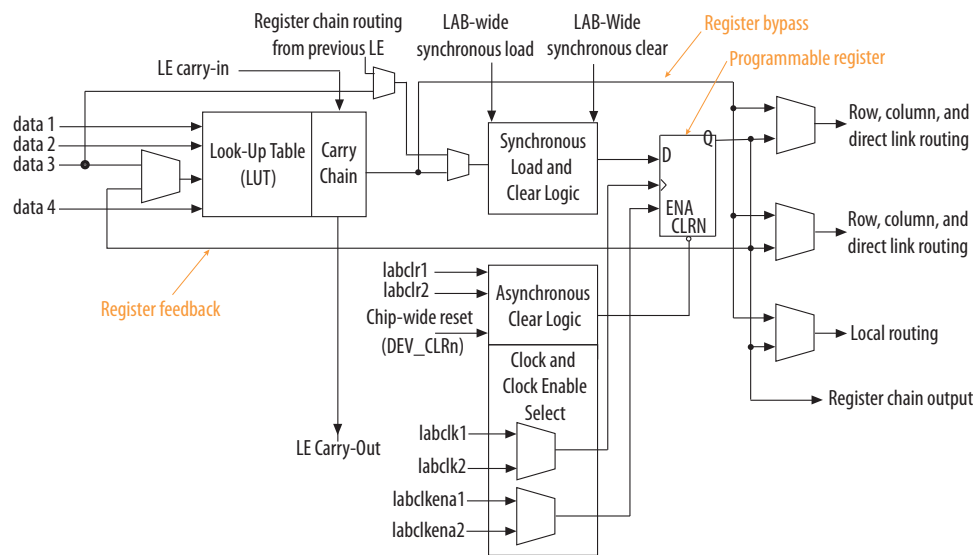 Register chain routing
from previous LE
LAB-wide
synchronous load
LAB-Wide
synchronous clear
Register bypass
Programmable register
LE carry-in
data 1
data 2
data 3
data 4
Look-Up Table
(LUT)
Carry
Chain
Synchronous
Load and
Clear Logic
D
Q
ENA
CLRN
Row, column, and
direct link routing
Row, column, and
direct link routing
Local routing
Register chain output
Register feedback
labclr1
labclr2
Chip-wide reset
(DEV_CLRn)
Asynchronous
Clear Logic
Clock and
Clock Enable
Select
labclk1
labclk2
labclkena1
labclkena2
LE Carry-Out